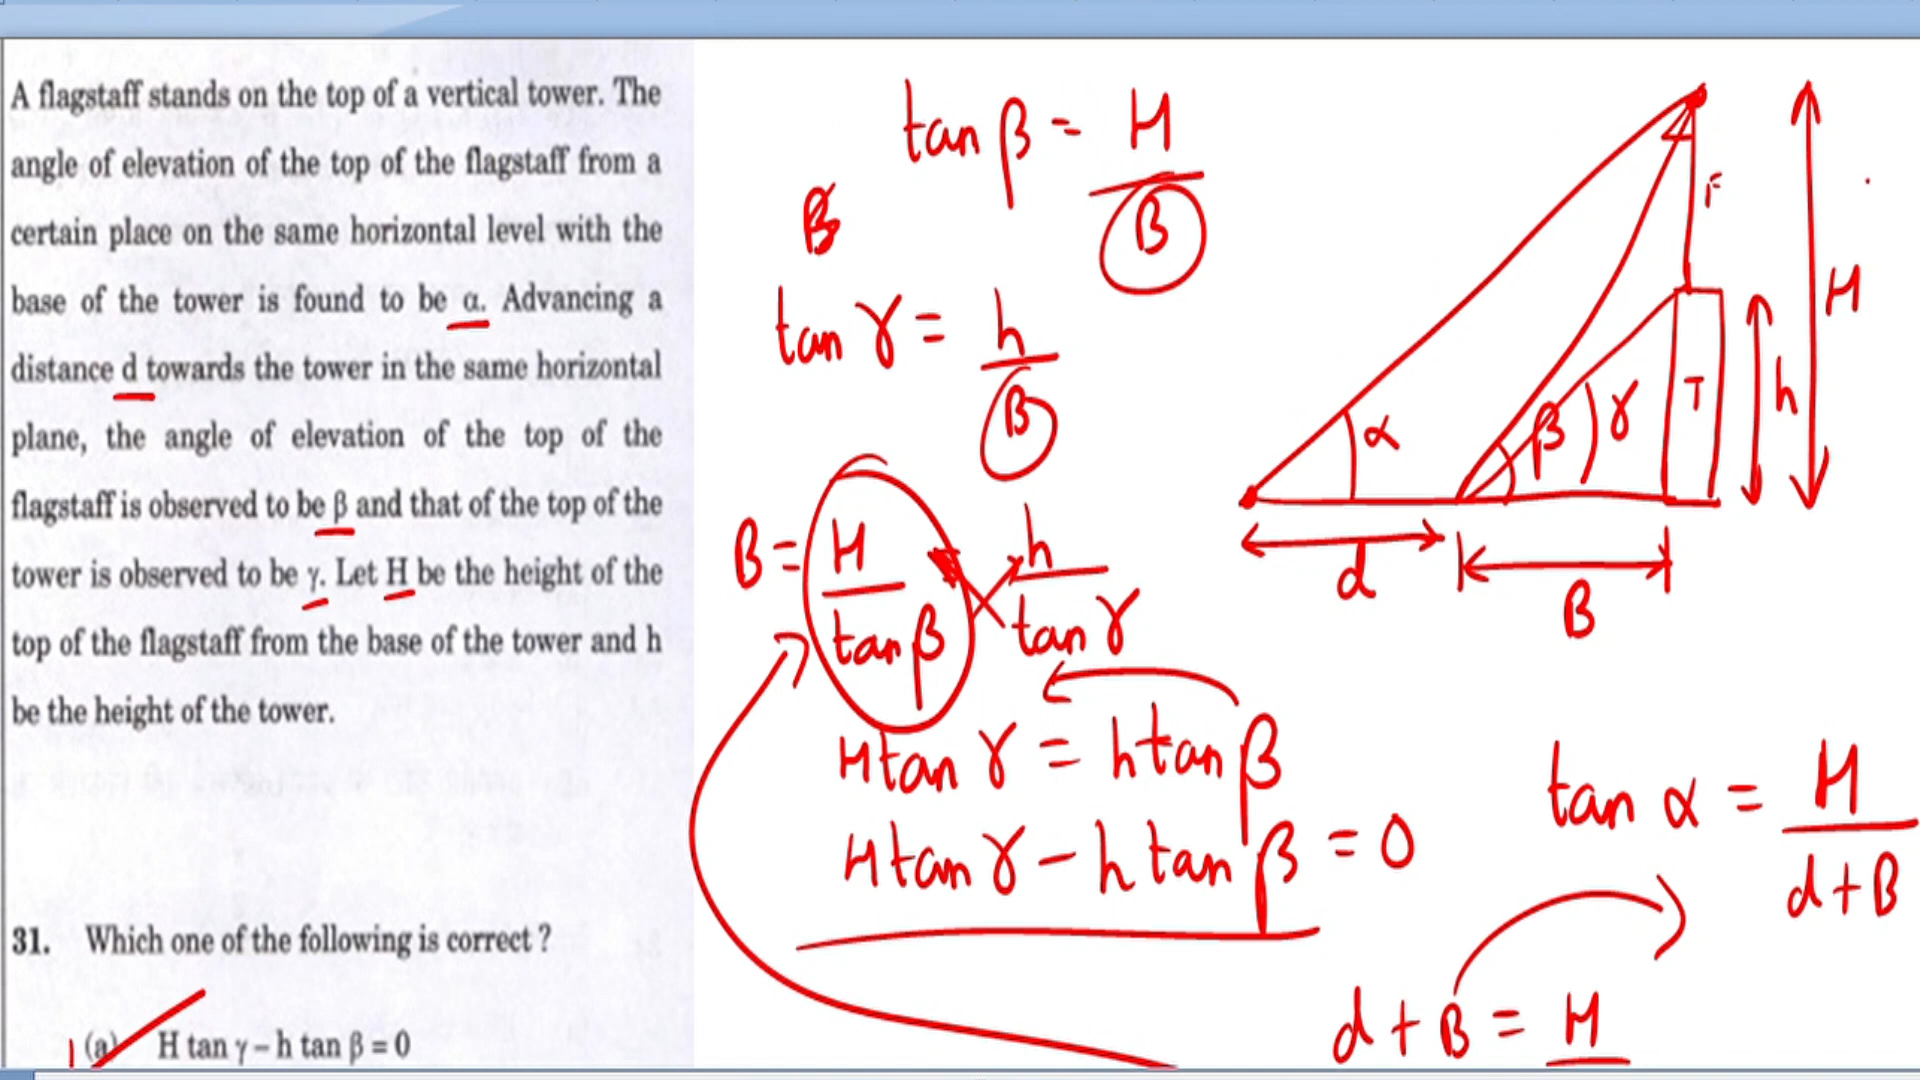 A flagstaff stands on the top of a vertical tower. The
angle of elevation of the top of the flagstaff from a
certain place on the same horizontal level with the
base of the tower is found to be α. Advancing a
distance d towards the tower in the same horizontal
plane, the angle of elevation of the top of the
flagstaff is observed to be β and that of the top of the
tower is observed to be γ. Let H be the height of the
top of the flagstaff from the base of the tower and h
be the height of the tower.
31. Which one of the following is correct ?
(a) H tan γ – h tan β = 0
tan β = H
B
B
tan γ = h
B
B = H h
tan β tan γ
H tan γ = h tan β
H tan γ – h tan β = 0
F
H
T
h
α
β
γ
d
B
tan α = H
d + B
d + B = H